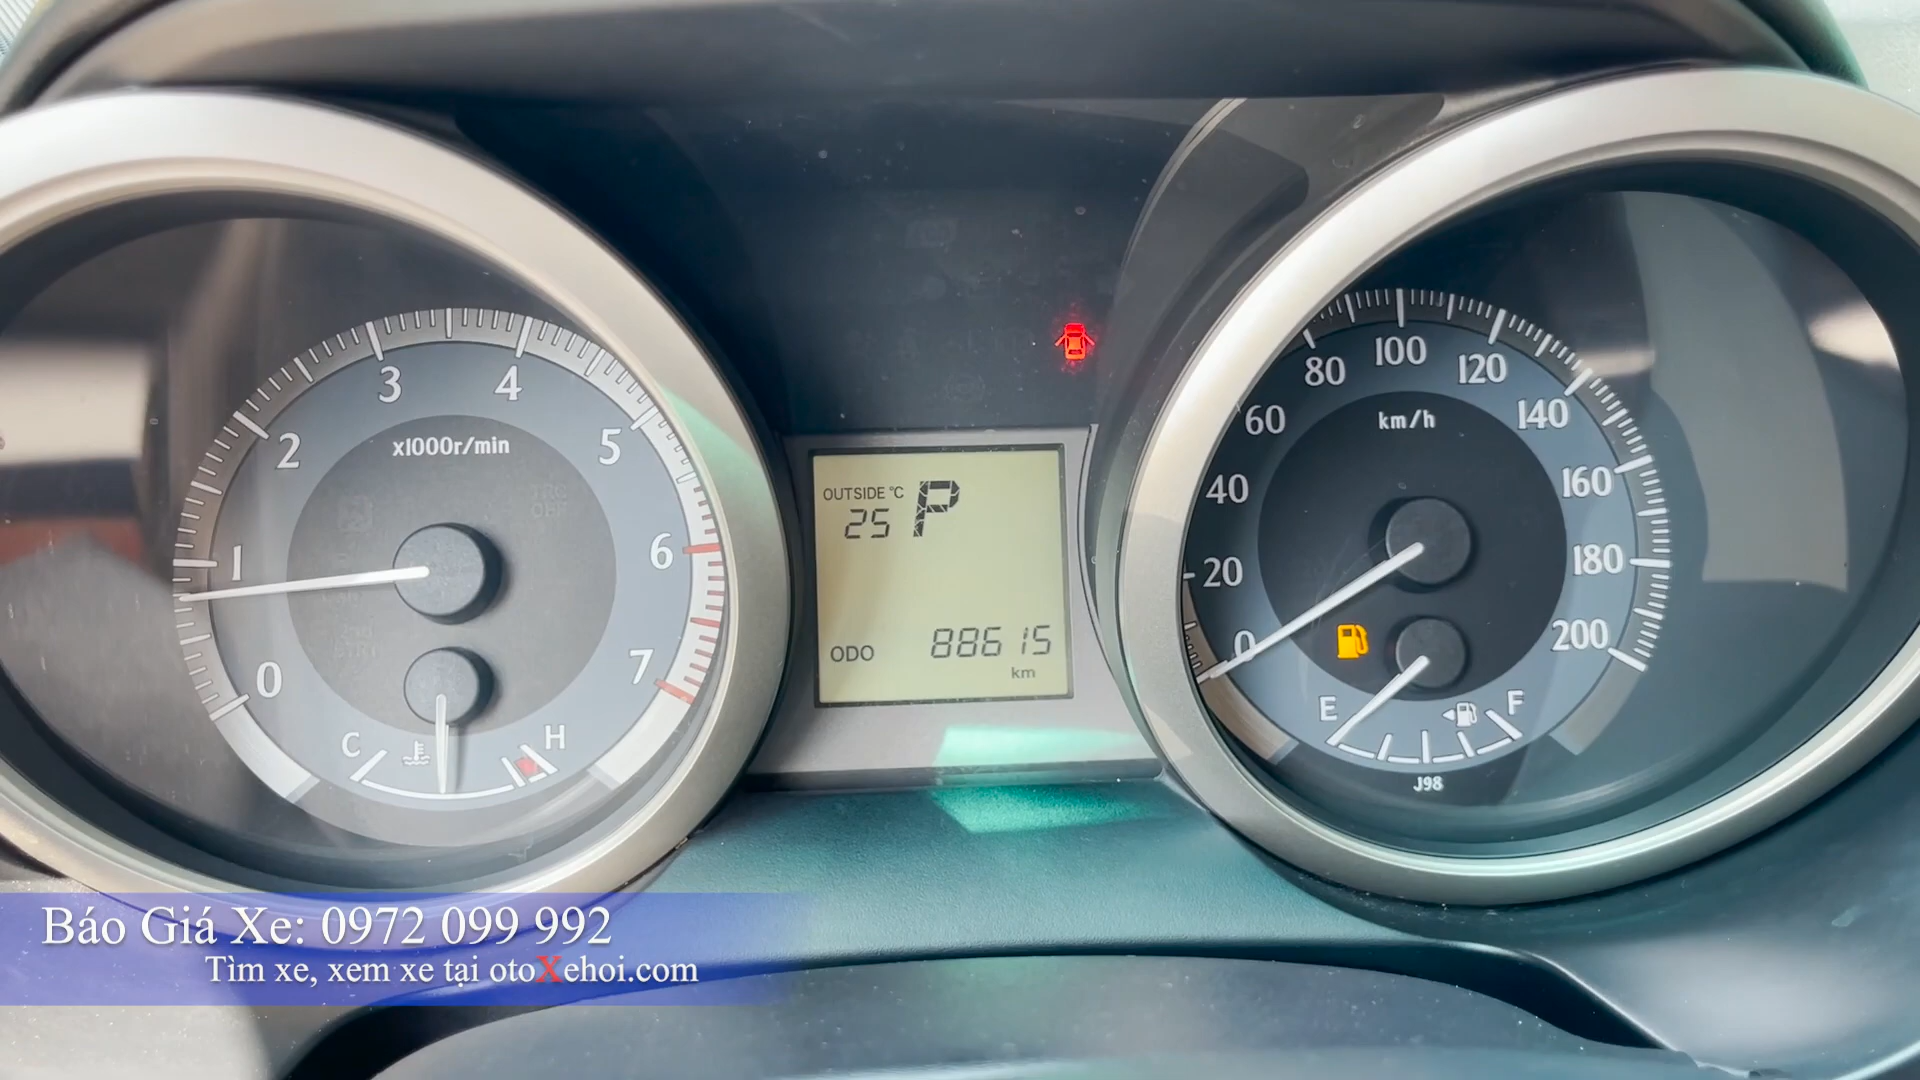 x1000r/min
0
1
2
3
4
5
6
7
C
H
OUTSIDE °C
25
P
ODO 88615
km
km/h
0
20
40
60
80
100
120
140
160
180
200
E
F
J98
Báo Giá Xe: 0972 099 992
Tìm xe, xem xe tại otoXehoi.com